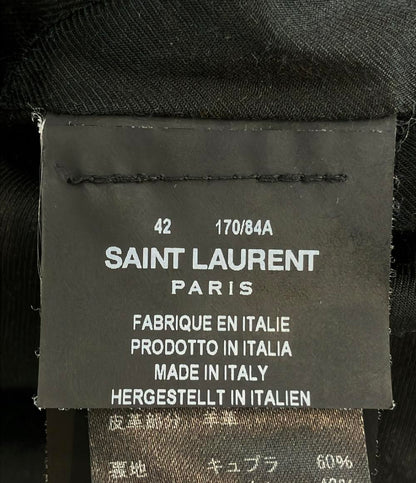 42 170/84A
SAINT LAURENT
PARIS
FABRIQUE EN ITALIE
PRODOTTO IN ITALIA
MADE IN ITALY
HERGESTELLT IN ITALIEN
皮革部分 羊革
裏地 キュプラ 60%
40%